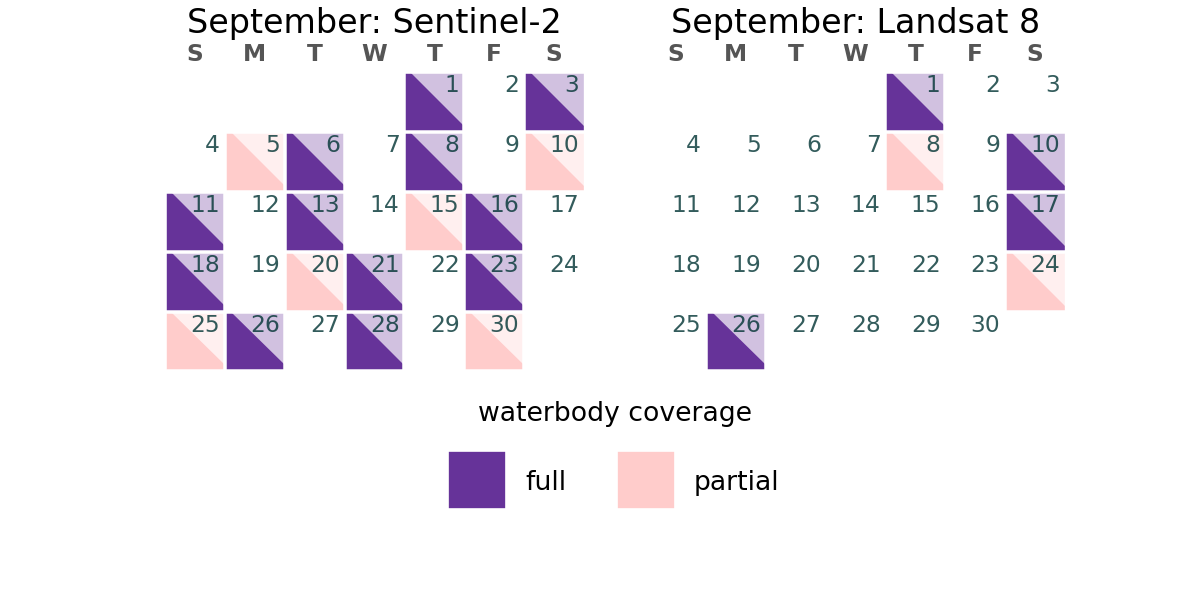 September: Sentinel-2
S M T W T F S
1 2 3
4 5 6 7 8 9 10
11 12 13 14 15 16 17
18 19 20 21 22 23 24
25 26 27 28 29 30
September: Landsat 8
S M T W T F S
1 2 3
4 5 6 7 8 9 10
11 12 13 14 15 16 17
18 19 20 21 22 23 24
25 26 27 28 29 30
waterbody coverage
full partial